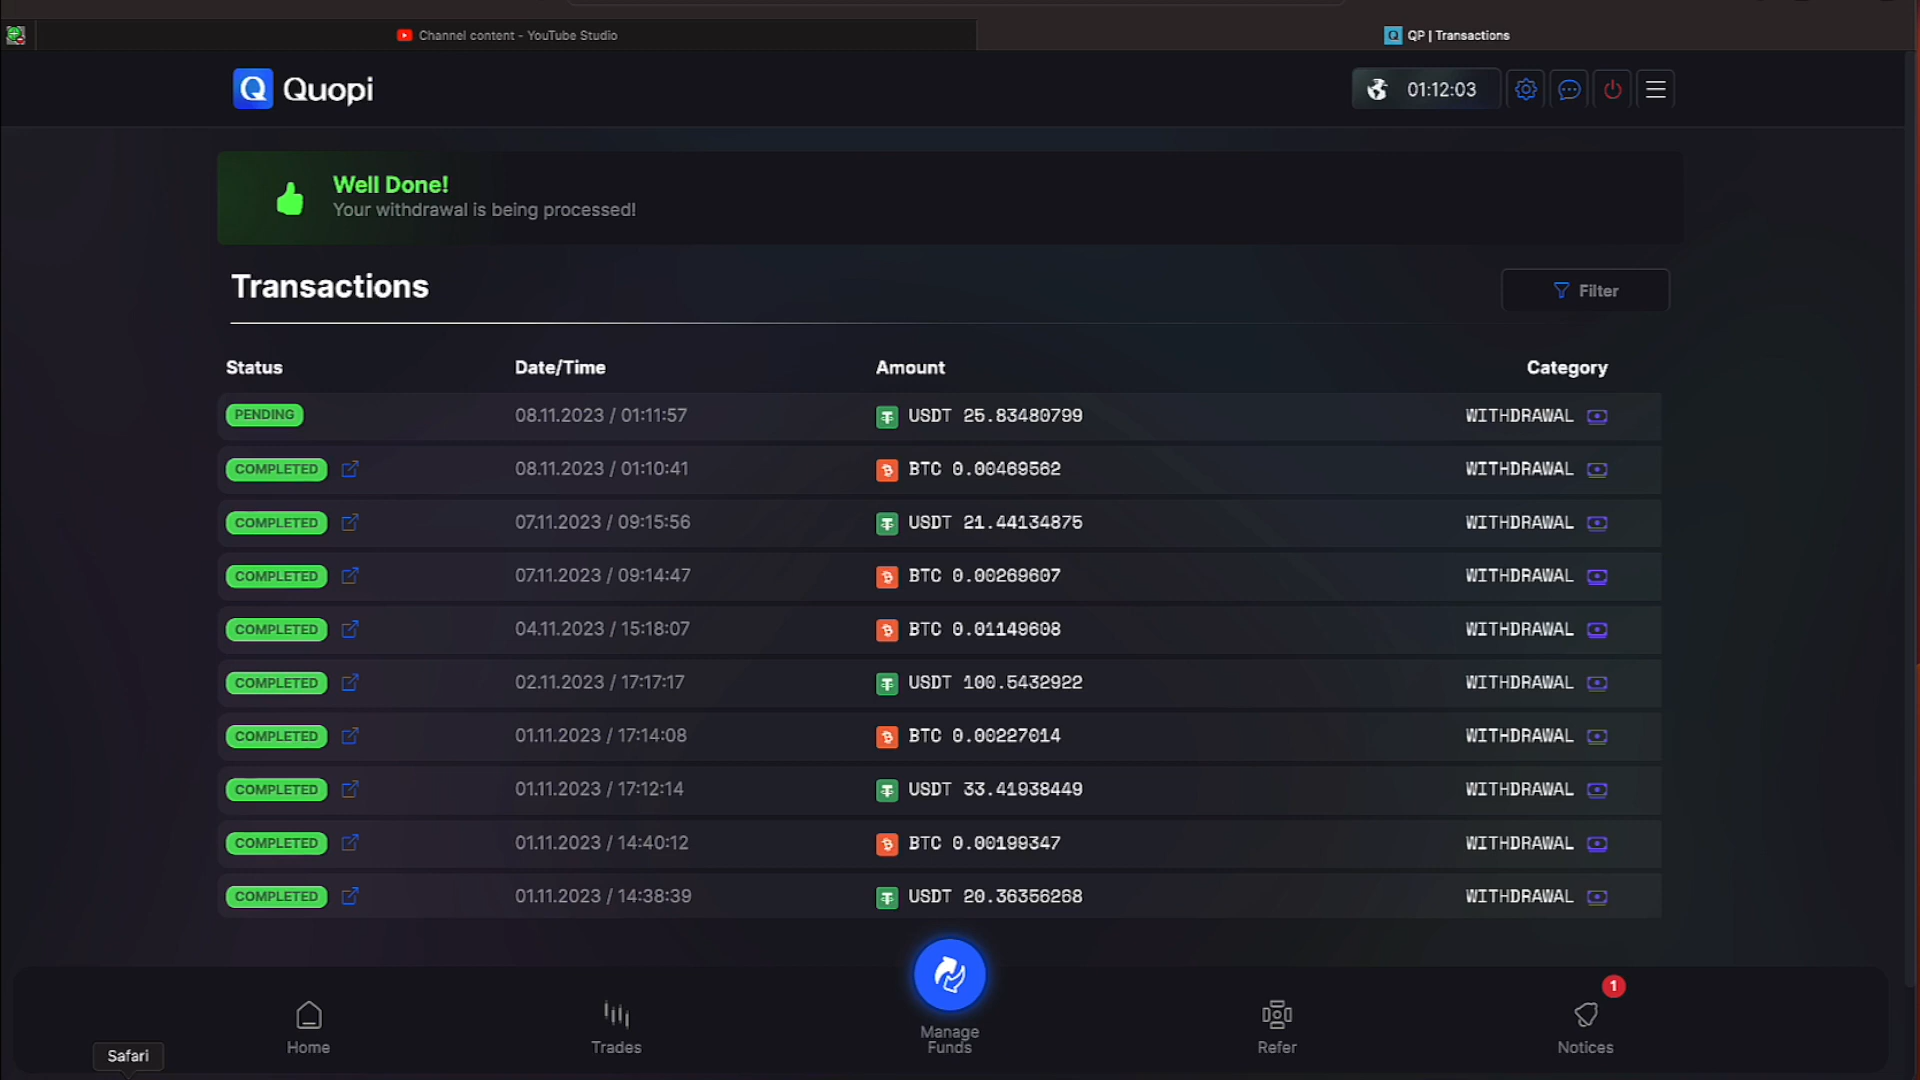 Channel content - YouTube Studio
Q QP | Transactions
Q Quopi
01:12:03
Well Done!
Your withdrawal is being processed!
Transactions
Filter
Status Date/Time Amount Category
PENDING 08.11.2023 / 01:11:57 USDT 25.83480799 WITHDRAWAL
COMPLETED 08.11.2023 / 01:10:41 BTC 0.00469562 WITHDRAWAL
COMPLETED 07.11.2023 / 09:15:56 USDT 21.44134875 WITHDRAWAL
COMPLETED 07.11.2023 / 09:14:47 BTC 0.00269607 WITHDRAWAL
COMPLETED 04.11.2023 / 15:18:07 BTC 0.01149608 WITHDRAWAL
COMPLETED 02.11.2023 / 17:17:17 USDT 100.5432922 WITHDRAWAL
COMPLETED 01.11.2023 / 17:14:08 BTC 0.00227014 WITHDRAWAL
COMPLETED 01.11.2023 / 17:12:14 USDT 33.41938449 WITHDRAWAL
COMPLETED 01.11.2023 / 14:40:12 BTC 0.00199347 WITHDRAWAL
COMPLETED 01.11.2023 / 14:38:39 USDT 20.36356268 WITHDRAWAL
1
Home
Trades
Manage
Funds
Refer
Notices
Safari